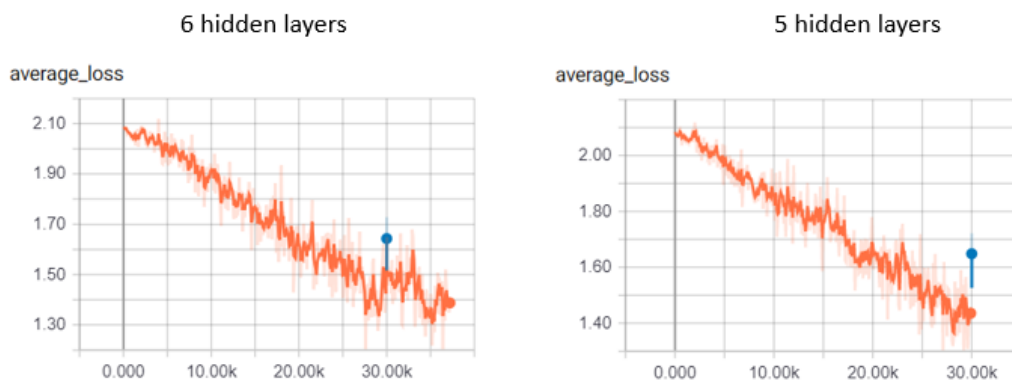 6 hidden layers
average_loss
2.10
1.90
1.70
1.50
1.30
0.000 10.00k 20.00k 30.00k
5 hidden layers
average_loss
2.00
1.80
1.60
1.40
0.000 10.00k 20.00k 30.00k